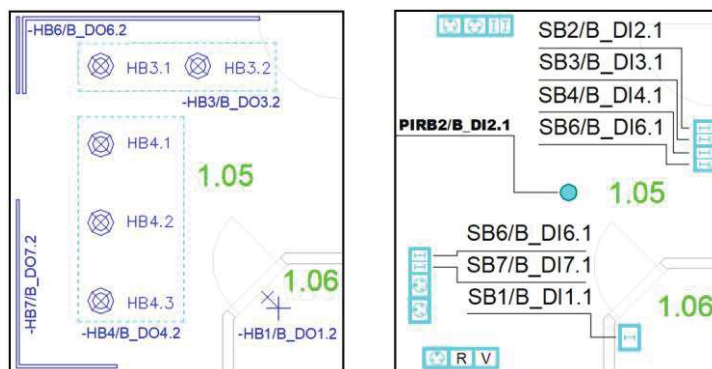 -HB6/B_DO6.2
HB3.1
HB3.2
-HB3/B_DO3.2
HB4.1
1.05
HB4.2
-HB7/B_DO7.2
1.06
HB4.3
-HB4/B_DO4.2
-HB1/B_DO1.2
SB2/B_DI2.1
SB3/B_DI3.1
SB4/B_DI4.1
PIRB2/B_DI2.1
SB6/B_DI6.1
1.05
SB6/B_DI6.1
SB7/B_DI7.1
SB1/B_DI1.1
1.06
R V